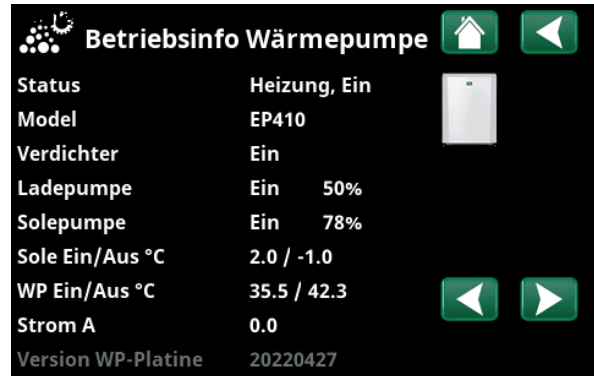 Betriebsinfo Wärmepumpe
Status Heizung, Ein
Model EP410
Verdichter Ein
Ladepumpe Ein 50%
Solepumpe Ein 78%
Sole Ein/Aus °C 2.0 / -1.0
WP Ein/Aus °C 35.5 / 42.3
Strom A 0.0
Version WP-Platine 20220427